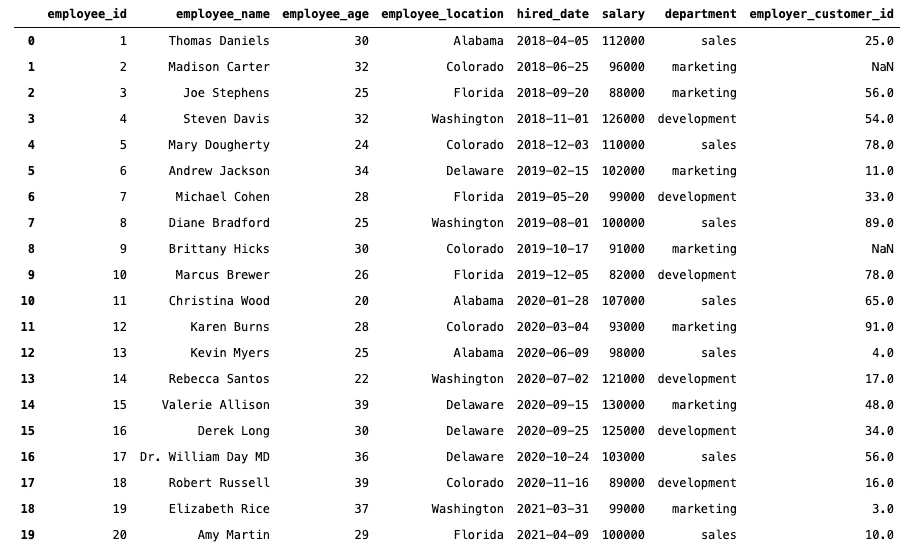 employee_id employee_name employee_age employee_location hired_date salary department employer_customer_id
0 1 Thomas Daniels 30 Alabama 2018-04-05 112000 sales 25.0
1 2 Madison Carter 32 Colorado 2018-06-25 96000 marketing NaN
2 3 Joe Stephens 25 Florida 2018-09-20 88000 marketing 56.0
3 4 Steven Davis 32 Washington 2018-11-01 126000 development 54.0
4 5 Mary Dougherty 24 Colorado 2018-12-03 110000 sales 78.0
5 6 Andrew Jackson 34 Delaware 2019-02-15 102000 marketing 11.0
6 7 Michael Cohen 28 Florida 2019-05-20 99000 development 33.0
7 8 Diane Bradford 25 Washington 2019-08-01 100000 sales 89.0
8 9 Brittany Hicks 30 Colorado 2019-10-17 91000 marketing NaN
9 10 Marcus Brewer 26 Florida 2019-12-05 82000 development 78.0
10 11 Christina Wood 20 Alabama 2020-01-28 107000 sales 65.0
11 12 Karen Burns 28 Colorado 2020-03-04 93000 marketing 91.0
12 13 Kevin Myers 25 Alabama 2020-06-09 98000 sales 4.0
13 14 Rebecca Santos 22 Washington 2020-07-02 121000 development 17.0
14 15 Valerie Allison 39 Delaware 2020-09-15 130000 marketing 48.0
15 16 Derek Long 30 Delaware 2020-09-25 125000 development 34.0
16 17 Dr. William Day MD 36 Delaware 2020-10-24 103000 sales 56.0
17 18 Robert Russell 39 Colorado 2020-11-16 89000 development 16.0
18 19 Elizabeth Rice 37 Washington 2021-03-31 99000 marketing 3.0
19 20 Amy Martin 29 Florida 2021-04-09 100000 sales 10.0